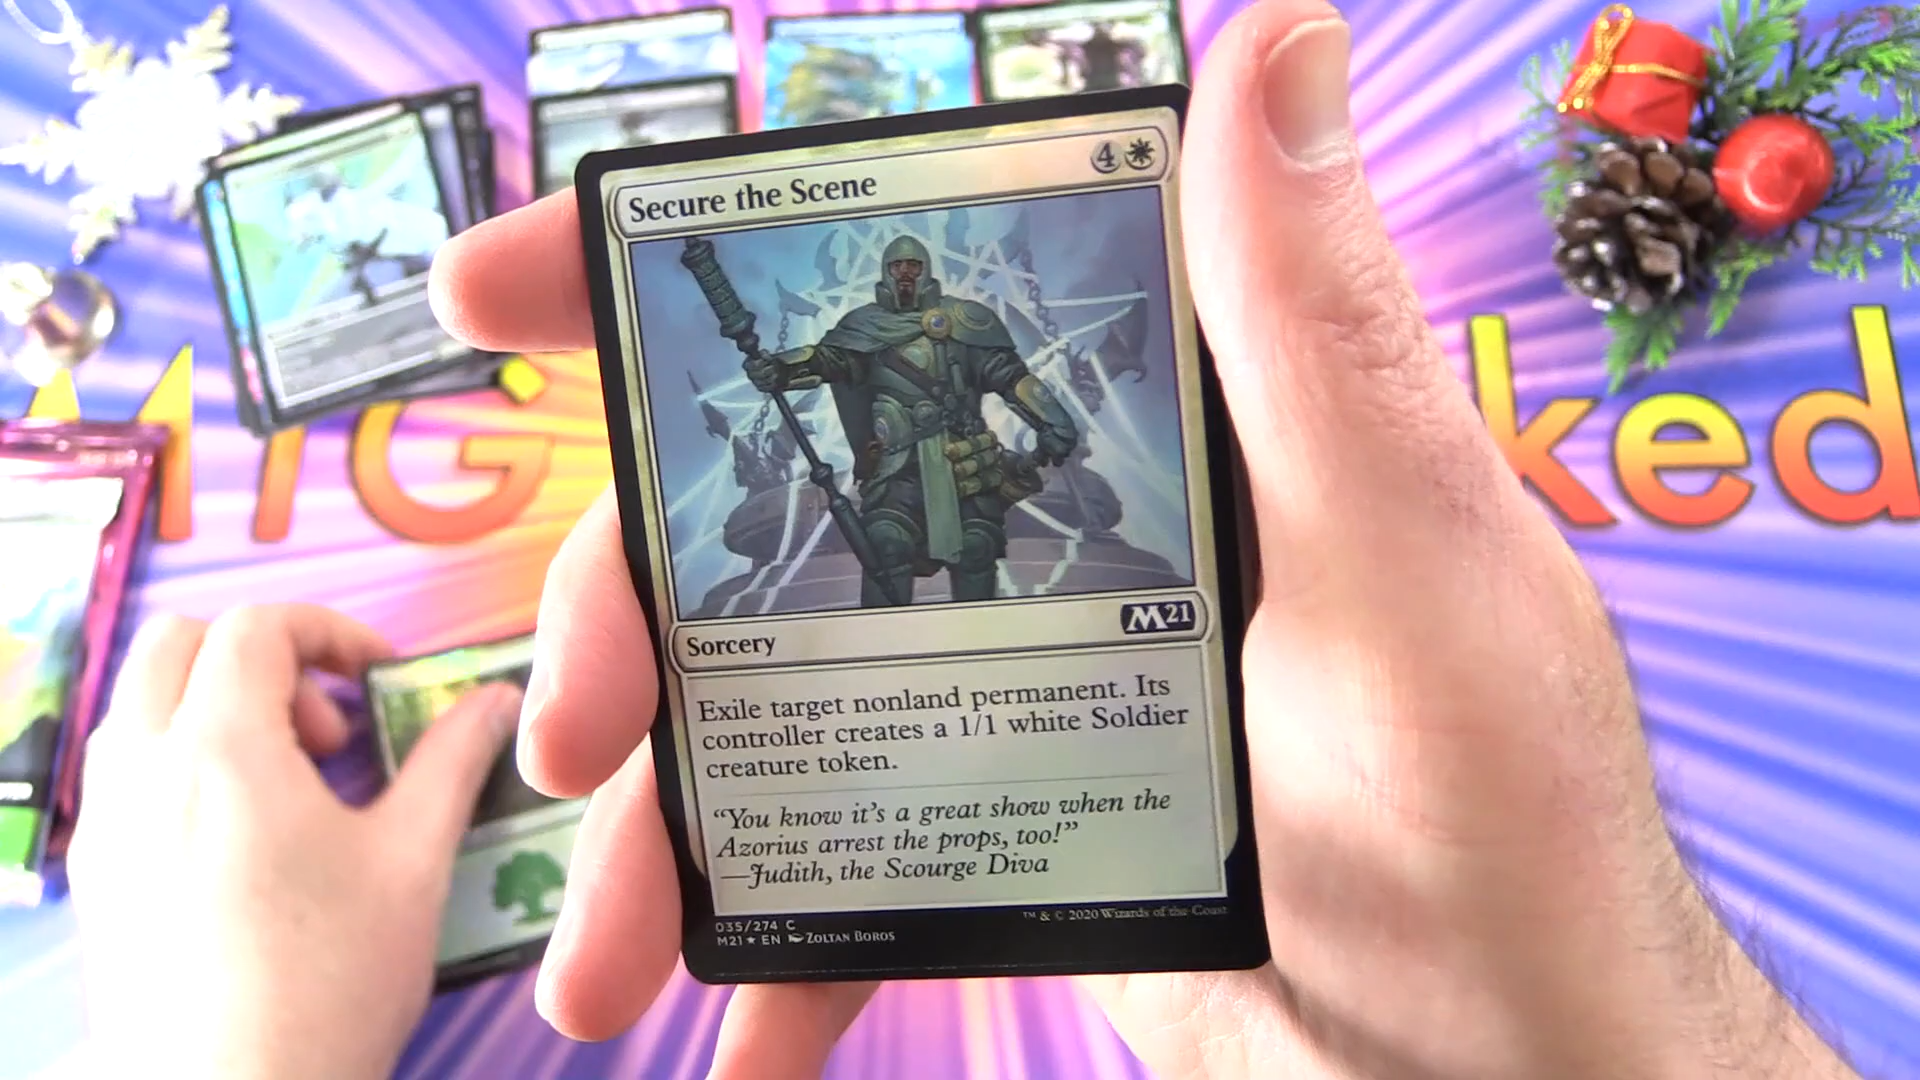 Secure the Scene
4
MTG
ked
Sorcery
M21
Exile target nonland permanent. Its
controller creates a 1/1 white Soldier
creature token.
“You know it’s a great show when the
Azorius arrest the props, too!”
—Judith, the Scourge Diva
035/274 C
M21★EN Zoltan Boros
™ & © 2020 Wizards of the Coast